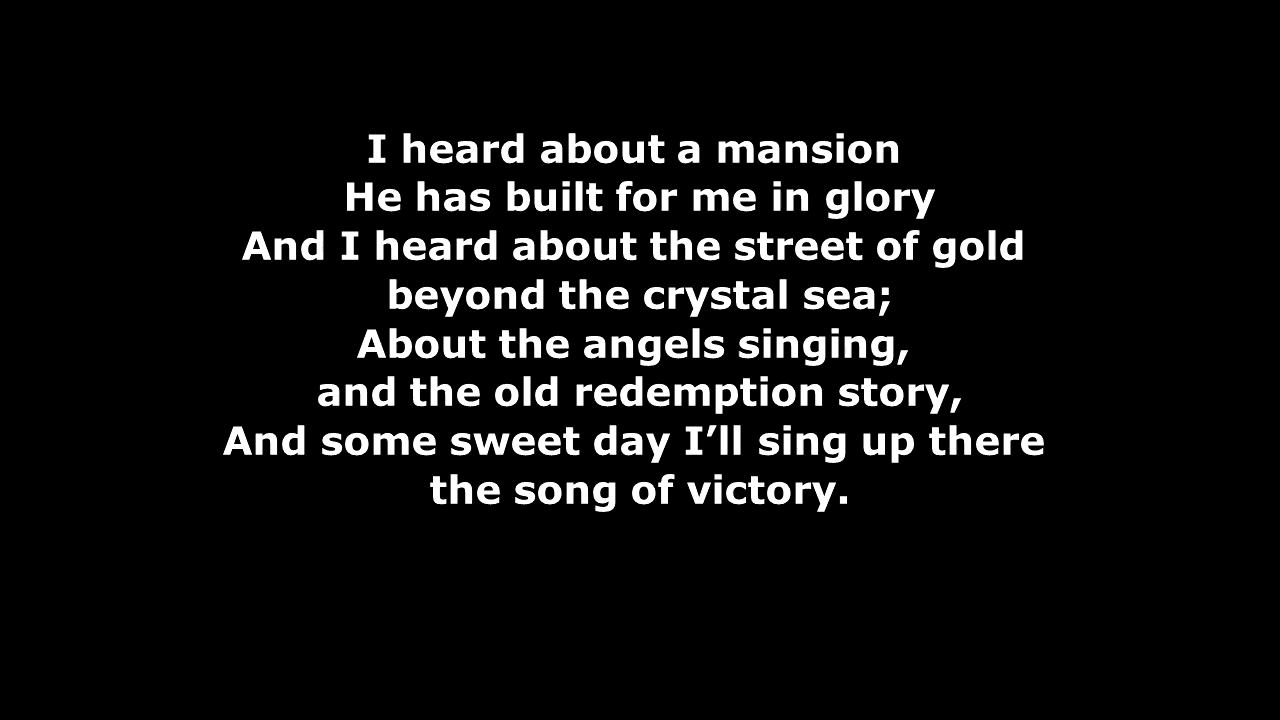 I heard about a mansion
He has built for me in glory
And I heard about the street of gold
beyond the crystal sea;
About the angels singing,
and the old redemption story,
And some sweet day I’ll sing up there
the song of victory.